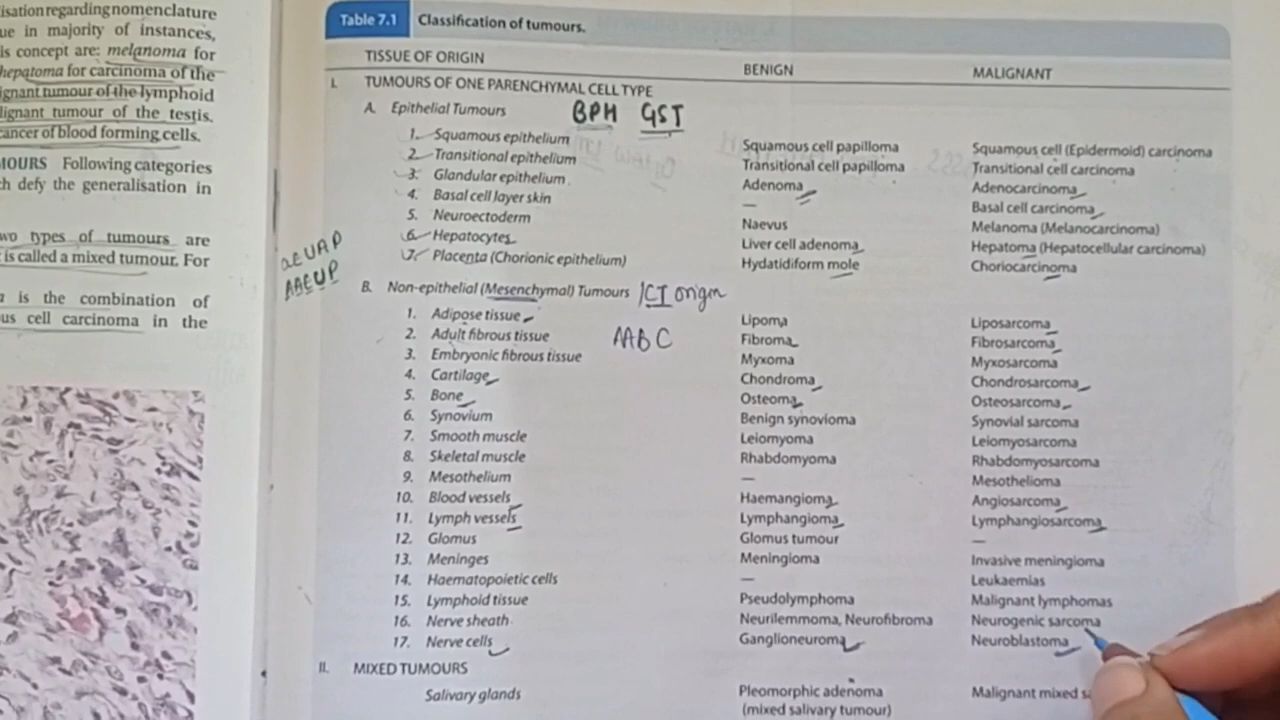 isation regarding nomenclature
ue in majority of instances,
is concept are: melanoma for
hepatoma for carcinoma of the
ignant tumour of the lymphoid
lignant tumour of the testis.
cancer of blood forming cells.
MOURS Following categories
ch defy the generalisation in
wo types of tumours are
is called a mixed tumour. For
a is the combination of
us cell carcinoma in the
Table 7.1 Classification of tumours.
TISSUE OF ORIGIN BENIGN MALIGNANT
I. TUMOURS OF ONE PARENCHYMAL CELL TYPE
A. Epithelial Tumours BPH GST
1. Squamous epithelium Squamous cell papilloma Squamous cell (Epidermoid) carcinoma
2. Transitional epithelium Transitional cell papilloma Transitional cell carcinoma
3. Glandular epithelium Adenoma Adenocarcinoma
4. Basal cell layer skin — Basal cell carcinoma
5. Neuroectoderm Naevus Melanoma (Melanocarcinoma)
6. Hepatocytes Liver cell adenoma Hepatoma (Hepatocellular carcinoma)
7. Placenta (Chorionic epithelium) Hydatidiform mole Choriocarcinoma
B. Non-epithelial (Mesenchymal) Tumours origin
1. Adipose tissue Lipoma Liposarcoma
2. Adult fibrous tissue AABC Fibroma Fibrosarcoma
3. Embryonic fibrous tissue Myxoma Myxosarcoma
4. Cartilage Chondroma Chondrosarcoma
5. Bone Osteoma Osteosarcoma
6. Synovium Benign synovioma Synovial sarcoma
7. Smooth muscle Leiomyoma Leiomyosarcoma
8. Skeletal muscle Rhabdomyoma Rhabdomyosarcoma
9. Mesothelium — Mesothelioma
10. Blood vessels Haemangioma Angiosarcoma
11. Lymph vessels Lymphangioma Lymphangiosarcoma
12. Glomus Glomus tumour —
13. Meninges Meningioma Invasive meningioma
14. Haematopoietic cells — Leukaemias
15. Lymphoid tissue Pseudolymphoma Malignant lymphomas
16. Nerve sheath Neurilemmoma, Neurofibroma Neurogenic sarcoma
17. Nerve cells Ganglioneuroma Neuroblastoma
II. MIXED TUMOURS
Salivary glands Pleomorphic adenoma Malignant mixed
(mixed salivary tumour)